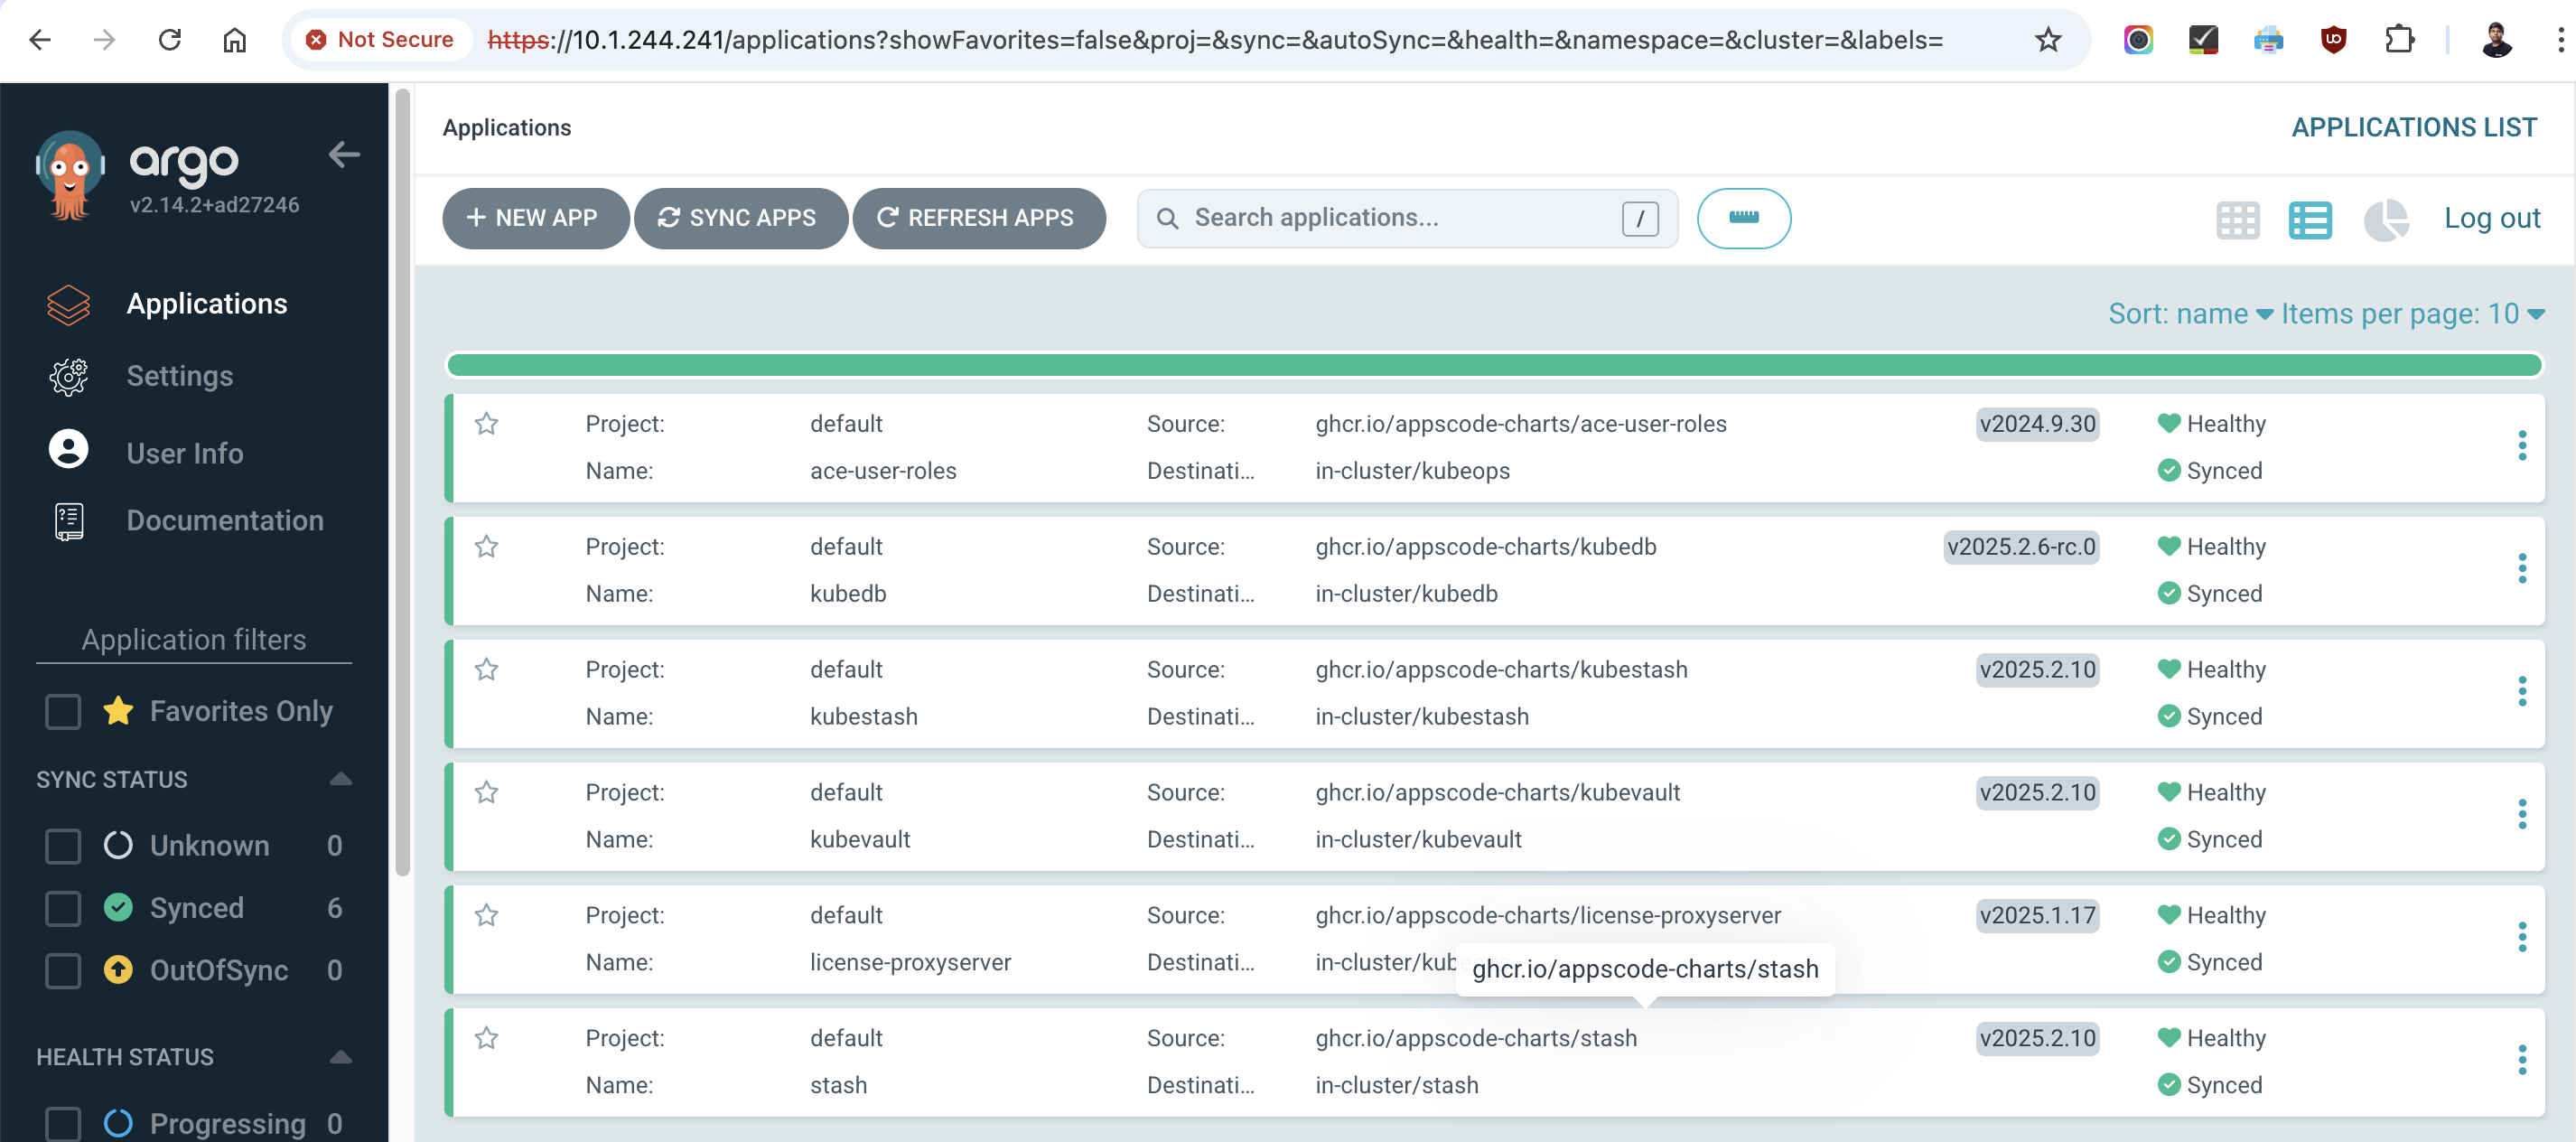 Not Secure https://10.1.244.241/applications?showFavorites=false&proj=&sync=&autoSync=&health=&namespace=&cluster=&labels=
argo
v2.14.2+ad27246
Applications
Settings
User Info
Documentation
Application filters
Favorites Only
SYNC STATUS
Unknown 0
Synced 6
OutOfSync 0
HEALTH STATUS
Progressing 0
Applications
APPLICATIONS LIST
NEW APP SYNC APPS REFRESH APPS Search applications... / Log out
Sort: name Items per page: 10
Project: default Source: ghcr.io/appscode-charts/ace-user-roles v2024.9.30 Healthy
Name: ace-user-roles Destinati... in-cluster/kubeops Synced
Project: default Source: ghcr.io/appscode-charts/kubedb v2025.2.6-rc.0 Healthy
Name: kubedb Destinati... in-cluster/kubedb Synced
Project: default Source: ghcr.io/appscode-charts/kubestash v2025.2.10 Healthy
Name: kubestash Destinati... in-cluster/kubestash Synced
Project: default Source: ghcr.io/appscode-charts/kubevault v2025.2.10 Healthy
Name: kubevault Destinati... in-cluster/kubevault Synced
Project: default Source: ghcr.io/appscode-charts/license-proxyserver v2025.1.17 Healthy
Name: license-proxyserver Destinati... Synced
ghcr.io/appscode-charts/stash
Project: default Source: ghcr.io/appscode-charts/stash v2025.2.10 Healthy
Name: stash Destinati... in-cluster/stash Synced